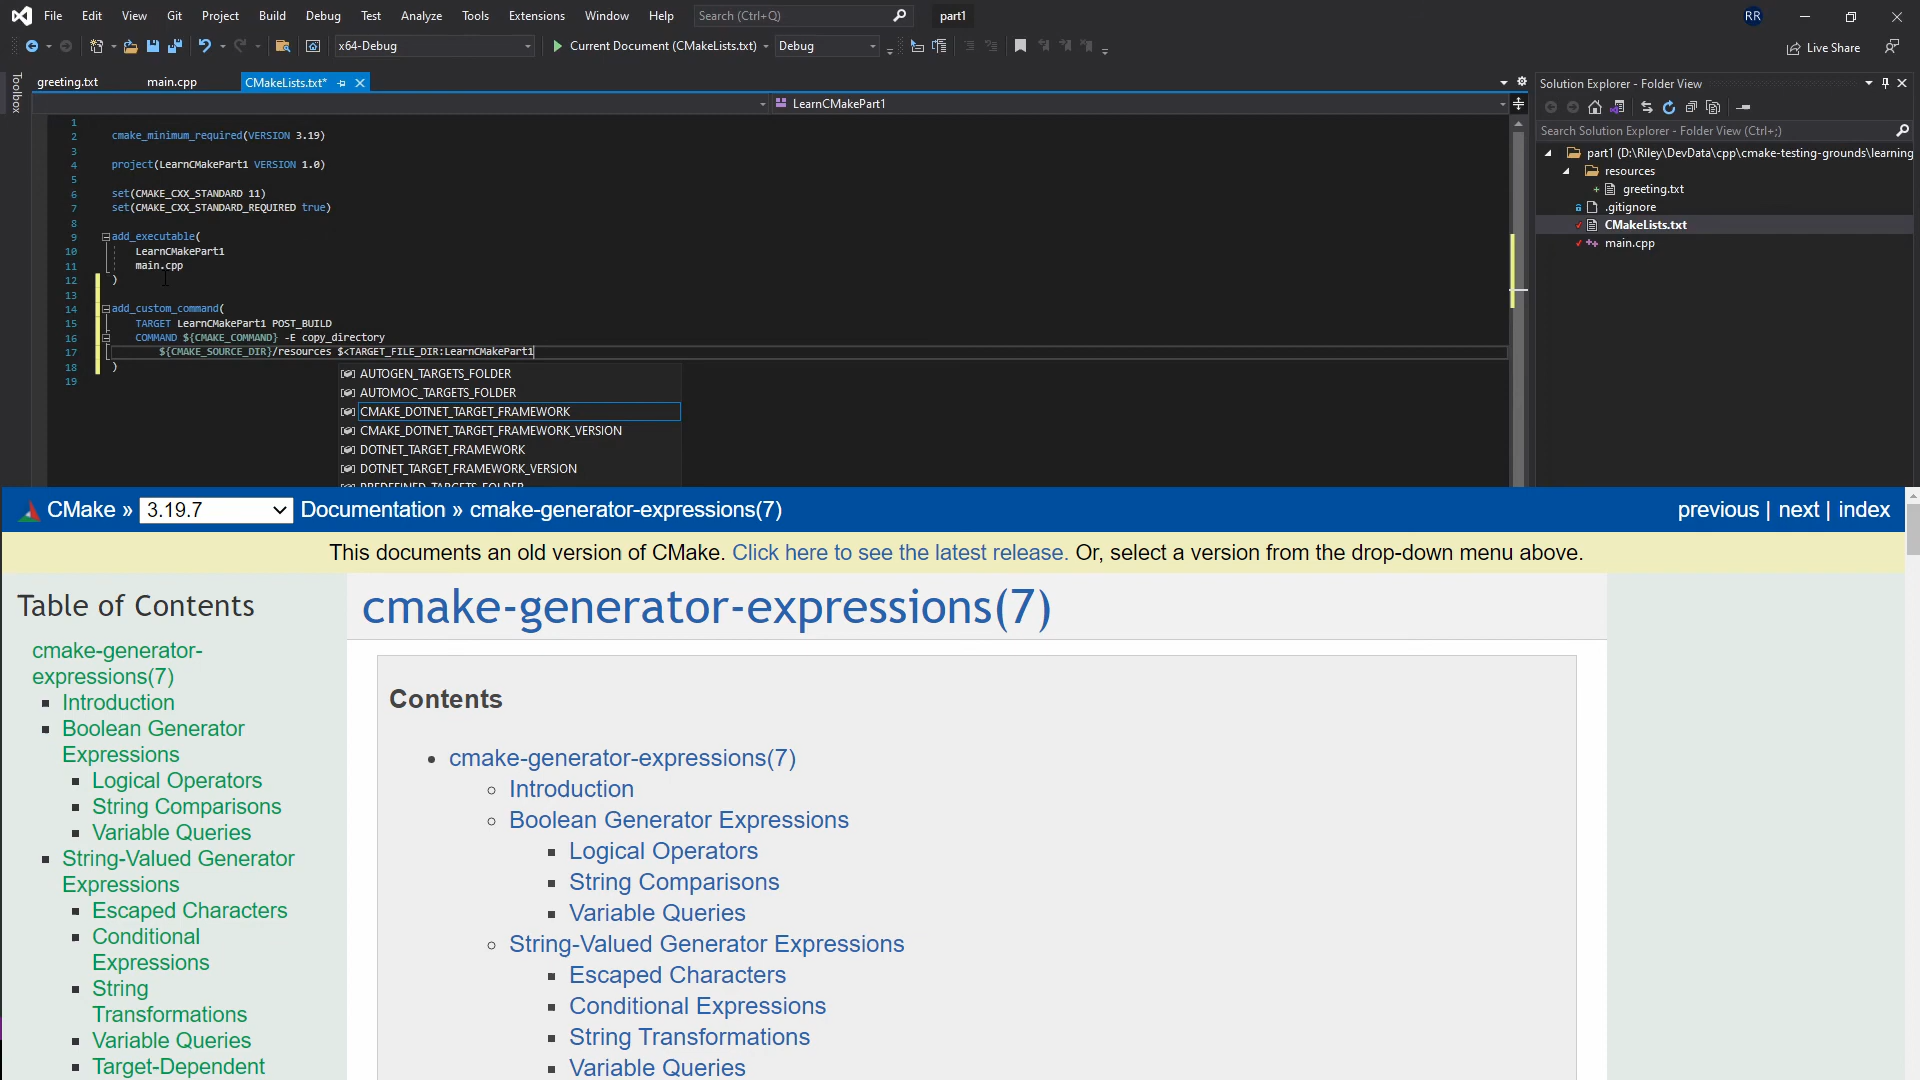 File Edit View Git Project Build Debug Test Analyze Tools Extensions Window Help Search (Ctrl+Q) part1 RR
x64-Debug Current Document (CMakeLists.txt) Debug Live Share
Toolbox
greeting.txt main.cpp CMakeLists.txt*
LearnCMakePart1
1
2 cmake_minimum_required(VERSION 3.19)
3
4 project(LearnCMakePart1 VERSION 1.0)
5
6 set(CMAKE_CXX_STANDARD 11)
7 set(CMAKE_CXX_STANDARD_REQUIRED true)
8
9 add_executable(
10 LearnCMakePart1
11 main.cpp
12 )
13
14 add_custom_command(
15 TARGET LearnCMakePart1 POST_BUILD
16 COMMAND ${CMAKE_COMMAND} -E copy_directory
17 ${CMAKE_SOURCE_DIR}/resources $<TARGET_FILE_DIR:LearnCMakePart1
18 )
19
AUTOGEN_TARGETS_FOLDER
AUTOMOC_TARGETS_FOLDER
CMAKE_DOTNET_TARGET_FRAMEWORK
CMAKE_DOTNET_TARGET_FRAMEWORK_VERSION
DOTNET_TARGET_FRAMEWORK
DOTNET_TARGET_FRAMEWORK_VERSION
PREDEFINED_TARGETS_FOLDER
Solution Explorer - Folder View
Search Solution Explorer - Folder View (Ctrl+;)
part1 (D:\Riley\DevData\cpp\cmake-testing-grounds\learning
resources
greeting.txt
.gitignore
CMakeLists.txt
main.cpp
CMake » 3.19.7 Documentation » cmake-generator-expressions(7) previous | next | index
This documents an old version of CMake. Click here to see the latest release. Or, select a version from the drop-down menu above.
Table of Contents
cmake-generator-
expressions(7)
Introduction
Boolean Generator
Expressions
Logical Operators
String Comparisons
Variable Queries
String-Valued Generator
Expressions
Escaped Characters
Conditional
Expressions
String
Transformations
Variable Queries
Target-Dependent
cmake-generator-expressions(7)
Contents
cmake-generator-expressions(7)
Introduction
Boolean Generator Expressions
Logical Operators
String Comparisons
Variable Queries
String-Valued Generator Expressions
Escaped Characters
Conditional Expressions
String Transformations
Variable Queries